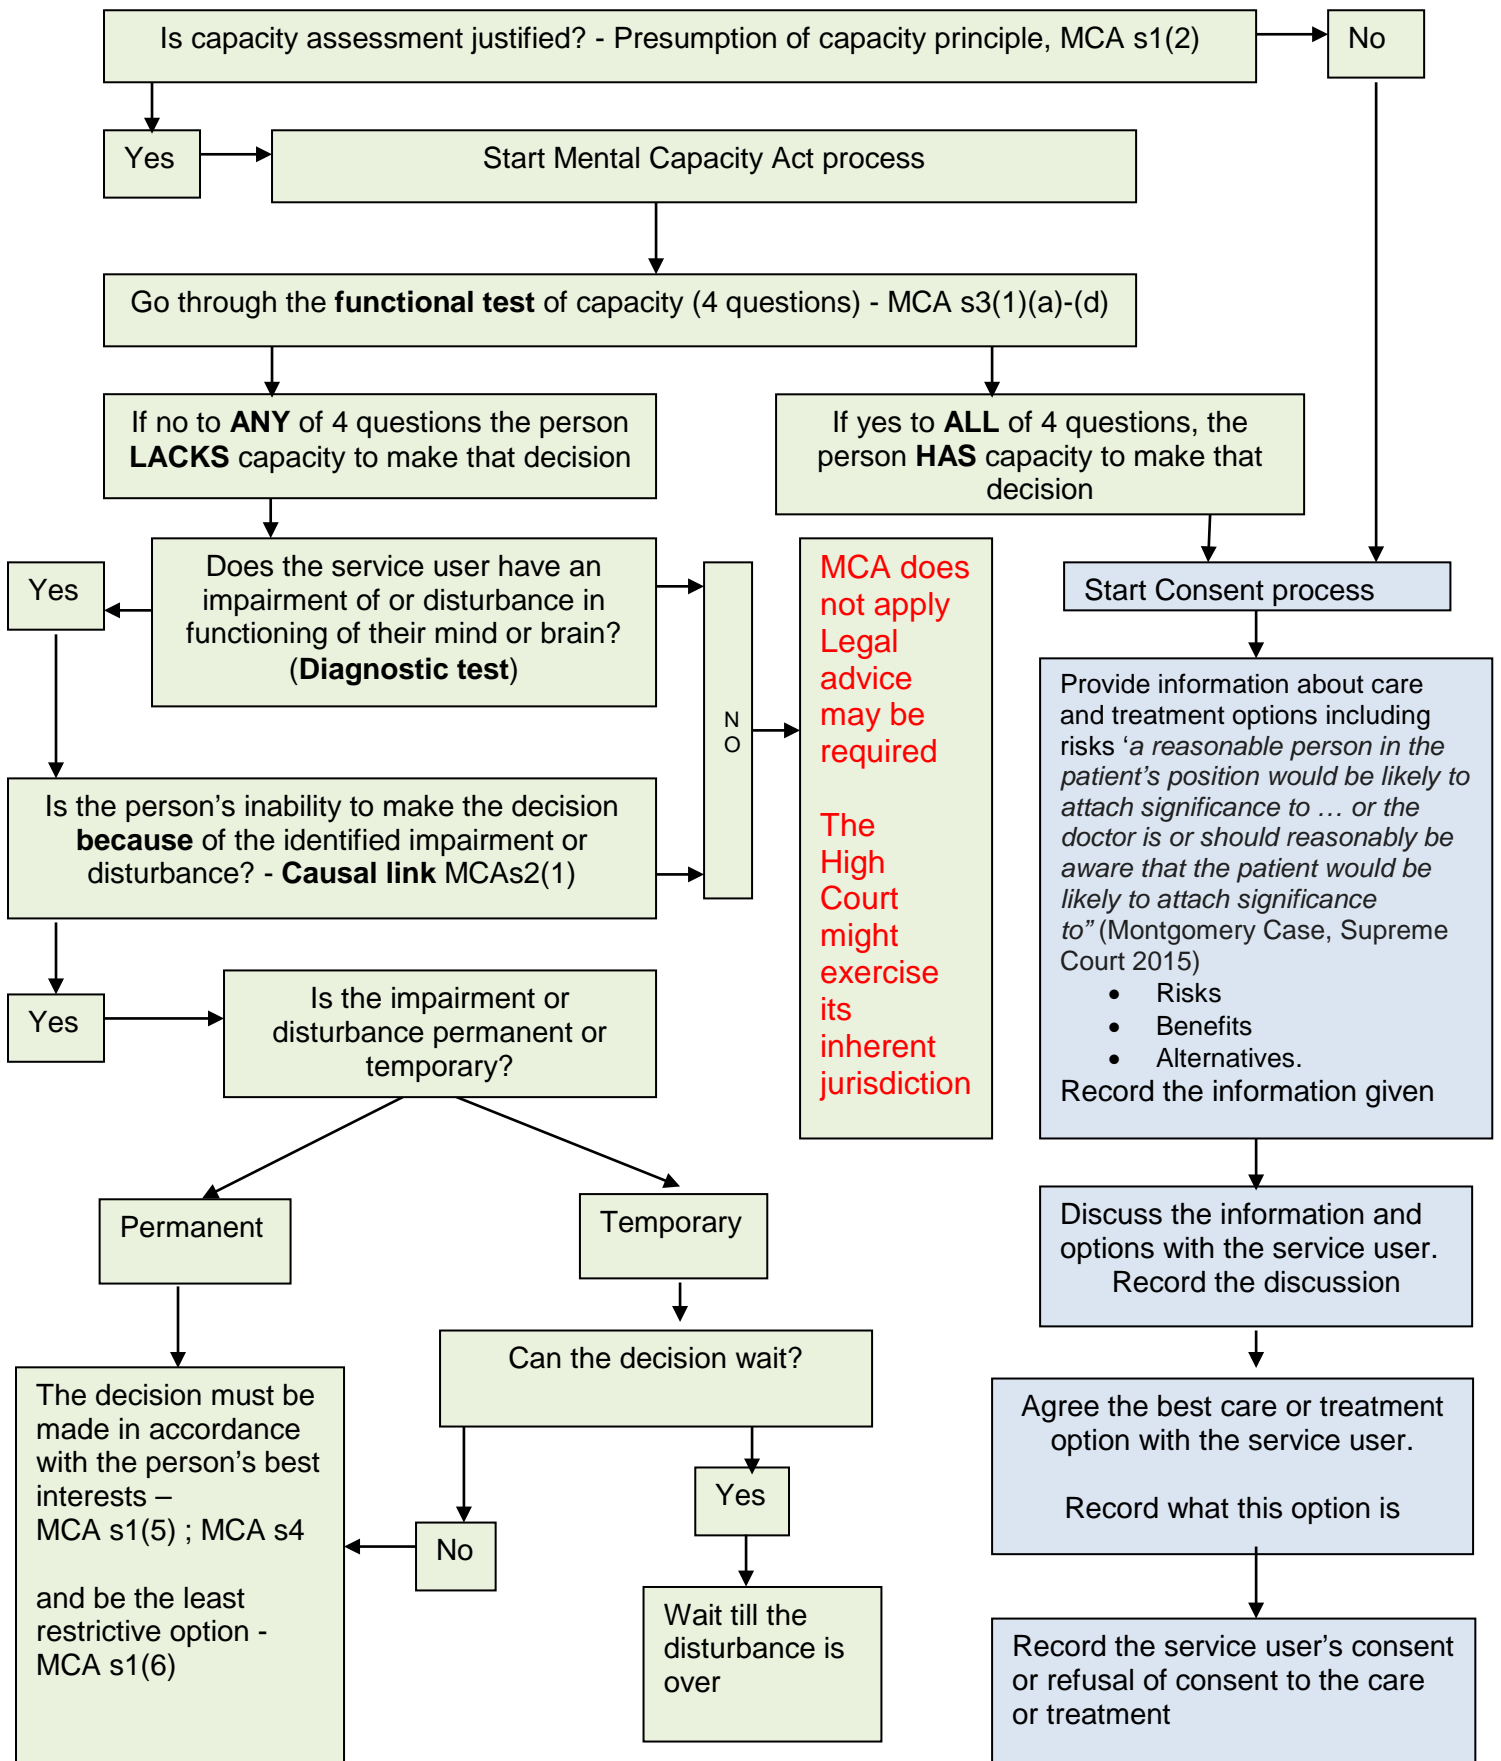 Is capacity assessment justified? - Presumption of capacity principle, MCA s1(2)
No
Yes
Start Mental Capacity Act process
Go through the functional test of capacity (4 questions) - MCA s3(1)(a)-(d)
If no to ANY of 4 questions the person
LACKS capacity to make that decision
If yes to ALL of 4 questions, the
person HAS capacity to make that
decision
Yes
Does the service user have an
impairment of or disturbance in
functioning of their mind or brain?
(Diagnostic test)
N
O
MCA does
not apply
Legal
advice
may be
required
The
High
Court
might
exercise
its
inherent
jurisdiction
Start Consent process
Provide information about care
and treatment options including
risks ‘a reasonable person in the
patient’s position would be likely to
attach significance to … or the
doctor is or should reasonably be
aware that the patient would be
likely to attach significance
to” (Montgomery Case, Supreme
Court 2015)
• Risks
• Benefits
• Alternatives.
Record the information given
Is the person’s inability to make the decision
because of the identified impairment or
disturbance? - Causal link MCAs2(1)
Yes
Is the impairment or
disturbance permanent or
temporary?
Permanent
Temporary
Discuss the information and
options with the service user.
Record the discussion
Can the decision wait?
The decision must be
made in accordance
with the person’s best
interests –
MCA s1(5) ; MCA s4
and be the least
restrictive option -
MCA s1(6)
No
Yes
Wait till the
disturbance is
over
Agree the best care or treatment
option with the service user.
Record what this option is
Record the service user’s consent
or refusal of consent to the care
or treatment